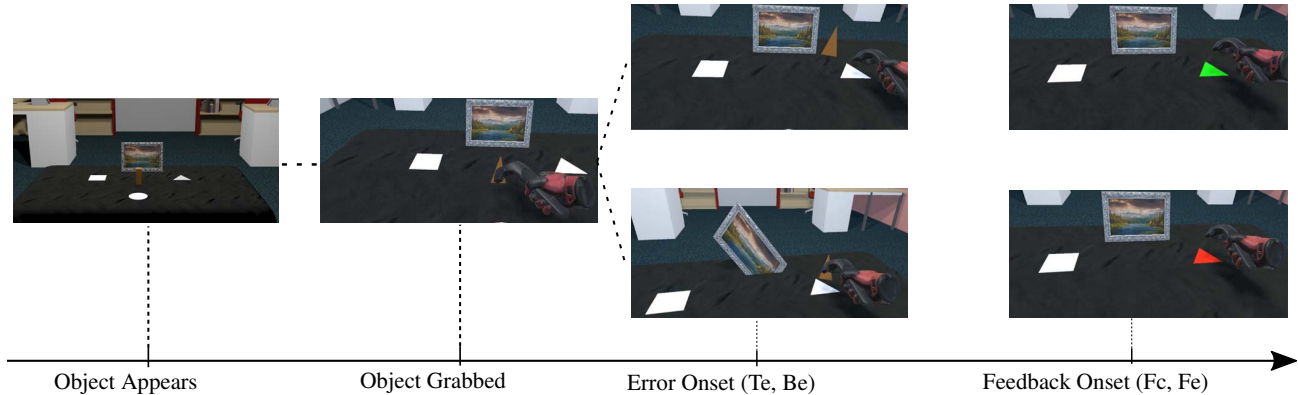 Object Appears
Object Grabbed
Error Onset (Te, Be)
Feedback Onset (Fc, Fe)